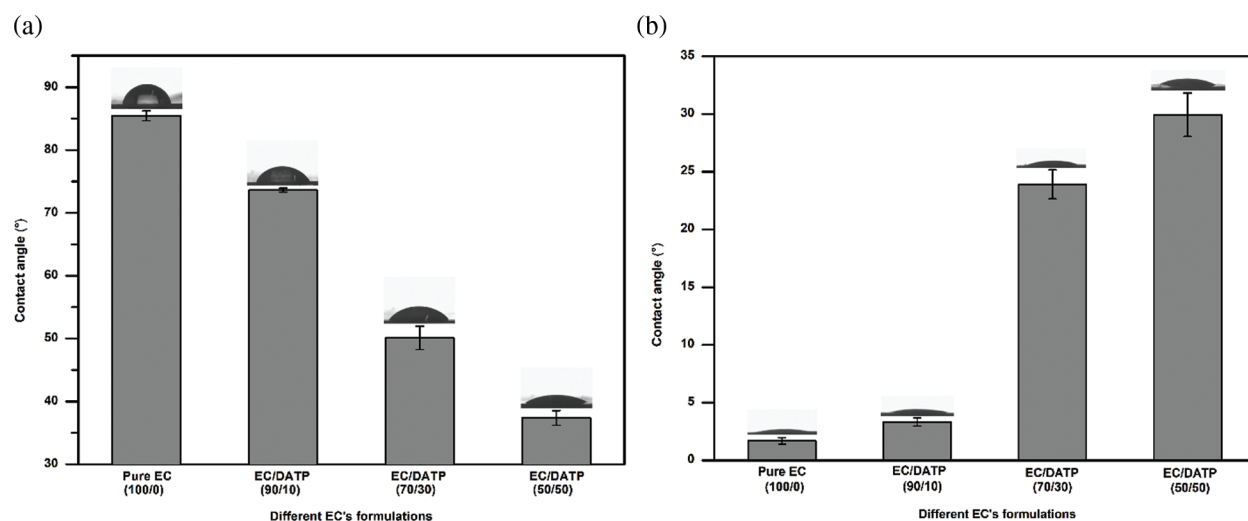 (a)
95
90
80
70
60
50
40
30
Contact angle (°)
Pure EC
(100/0)
EC/DATP
(90/10)
EC/DATP
(70/30)
EC/DATP
(50/50)
Different EC's formulations
(b)
35
30
25
20
15
10
5
0
Contact angle (°)
Pure EC
(100/0)
EC/DATP
(90/10)
EC/DATP
(70/30)
EC/DATP
(50/50)
Different EC's formulations